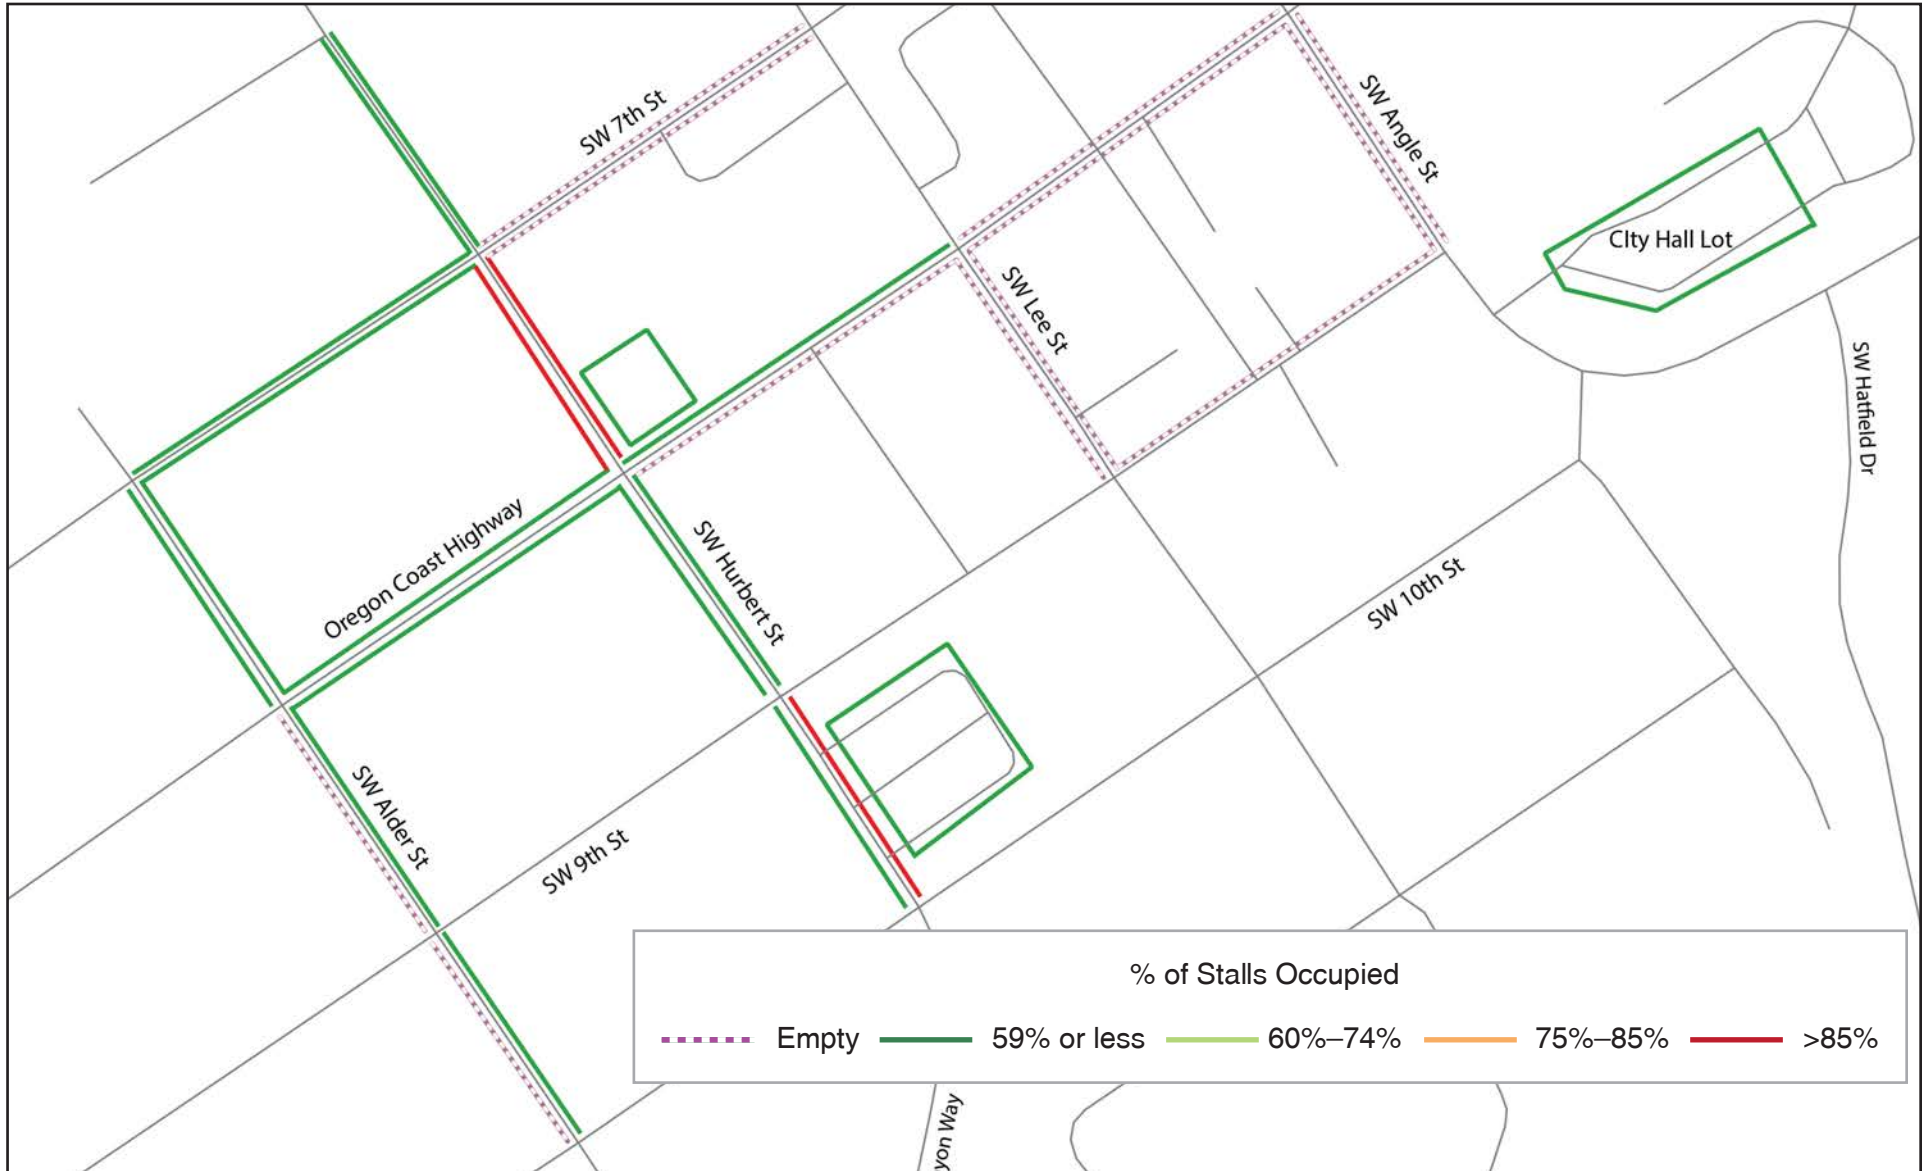 SW 7th St
SW Angle St
CIty Hall Lot
SW Lee St
SW Hatfield Dr
Oregon Coast Highway
SW Hurbert St
SW 10th St
SW Alder St
SW 9th St
% of Stalls Occupied
Empty 59% or less 60%–74% 75%–85% >85%
yon Way